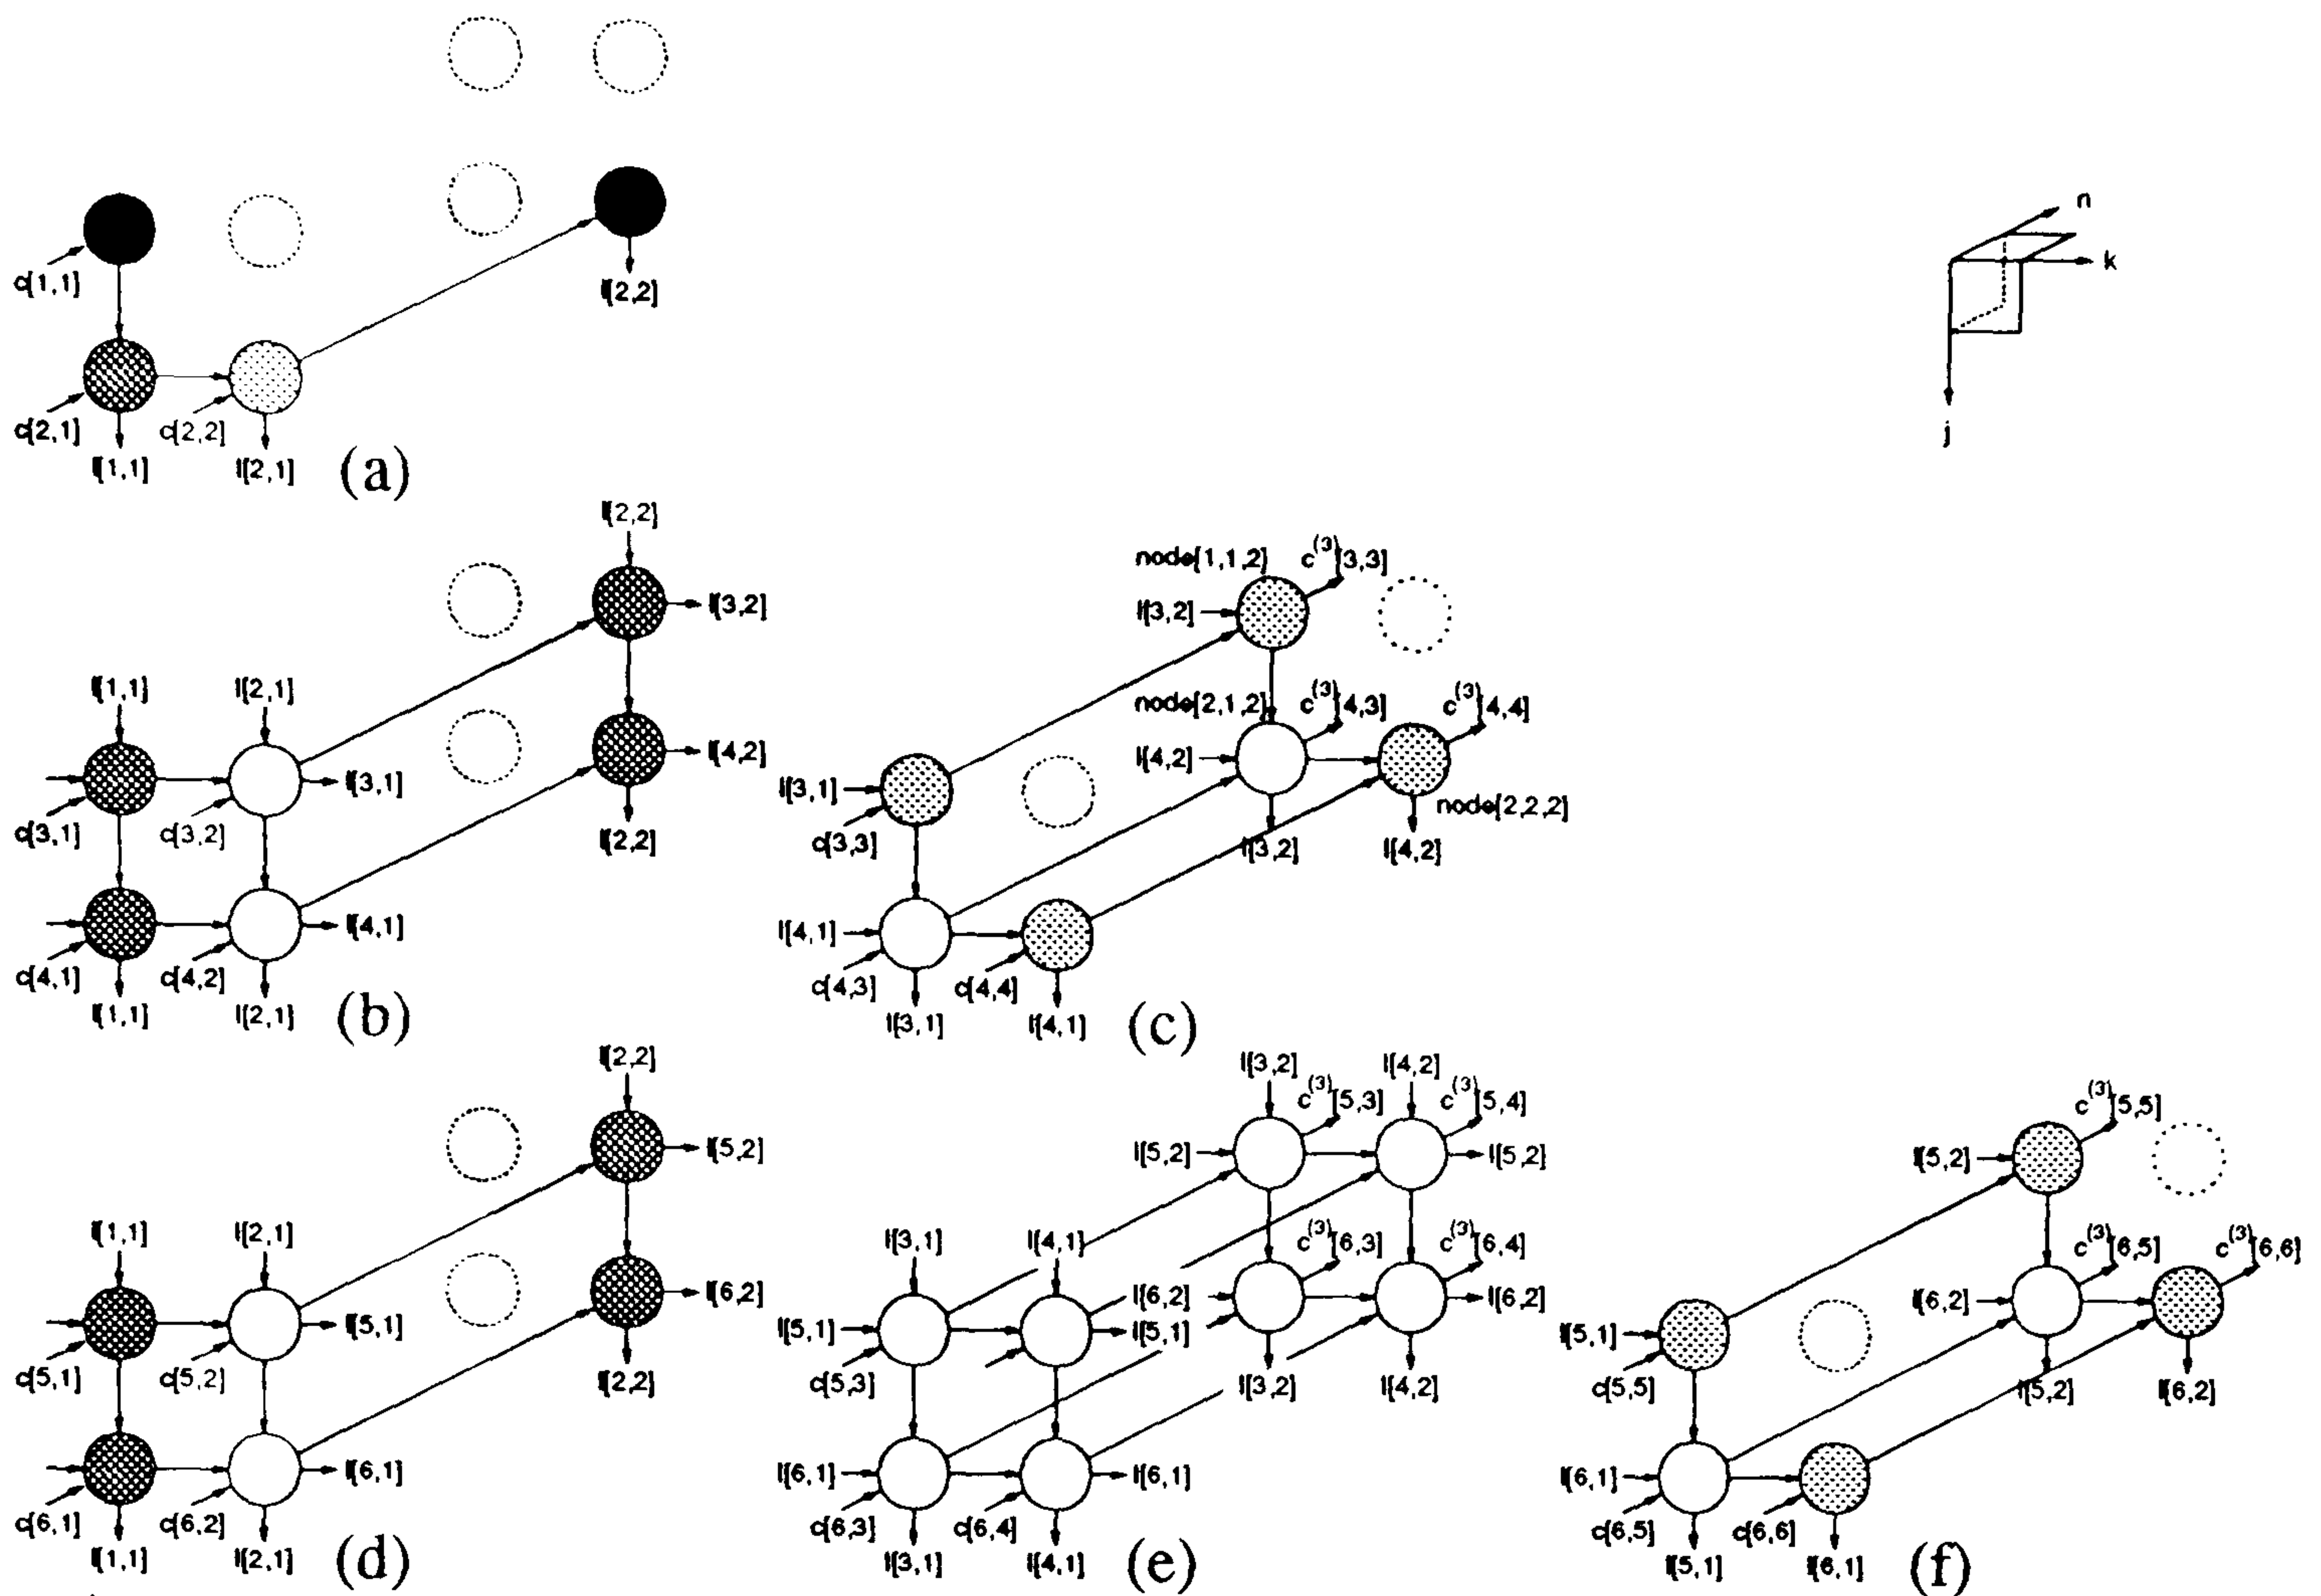 c[1,1]
l[2,2]
c[2,1]
c[2,2]
l[1,1]
l[2,1]
(a)
n
k
j
l[2,2]
l[3,2]
l[1,1]
l[2,1]
l[4,2]
l[3,1]
c[3,1]
c[3,2]
l[2,2]
l[4,1]
c[4,1]
c[4,2]
l[1,1]
l[2,1]
(b)
node[1,1,2]
c(3)[3,3]
l[3,2]
node[2,1,2]
c(3)[4,3]
c(3)[4,4]
l[4,2]
l[3,1]
node[2,2,2]
c[3,3]
l[3,2]
l[4,2]
l[4,1]
c[4,3]
c[4,4]
l[3,1]
l[4,1]
(c)
l[2,2]
l[5,2]
l[1,1]
l[2,1]
l[6,2]
l[5,1]
c[5,1]
c[5,2]
l[2,2]
l[6,1]
c[6,1]
c[6,2]
l[1,1]
l[2,1]
(d)
l[3,2]
l[4,2]
c(3)[5,3]
c(3)[5,4]
l[5,2]
l[5,2]
l[3,1]
l[4,1]
c(3)[6,3]
c(3)[6,4]
l[6,2]
l[6,2]
l[5,1]
l[5,1]
c[5,3]
l[3,2]
l[4,2]
l[6,1]
l[6,1]
c[6,3]
c[6,4]
l[3,1]
l[4,1]
(e)
c(3)[5,5]
l[5,2]
c(3)[6,5]
c(3)[6,6]
l[6,2]
l[5,1]
c[5,5]
l[5,2]
l[6,2]
l[6,1]
c[6,5]
c[6,6]
l[5,1]
l[6,1]
(f)